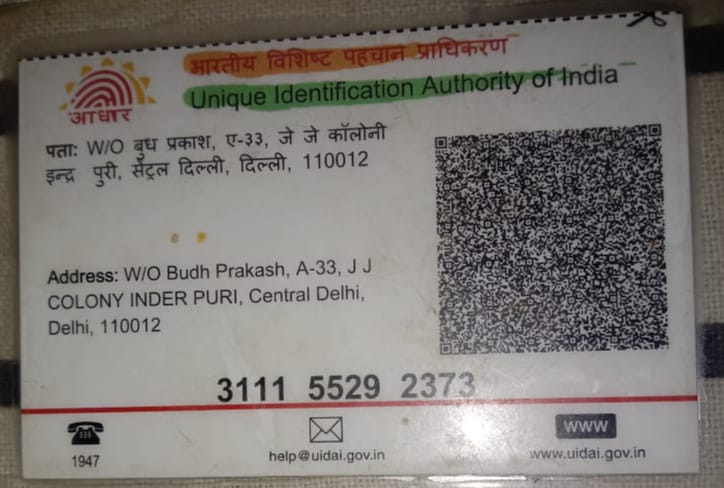 भारतीय विशिष्ट पहचान प्राधिकरण
Unique Identification Authority of India
आधार
पता: W/O बुध प्रकाश, ए-33, जे जे कॉलोनी
इन्द्र पुरी, सेंट्रल दिल्ली, दिल्ली, 110012
Address: W/O Budh Prakash, A-33, J J
COLONY INDER PURI, Central Delhi,
Delhi, 110012
3111 5529 2373
1947
help@uidai.gov.in
www
www.uidai.gov.in